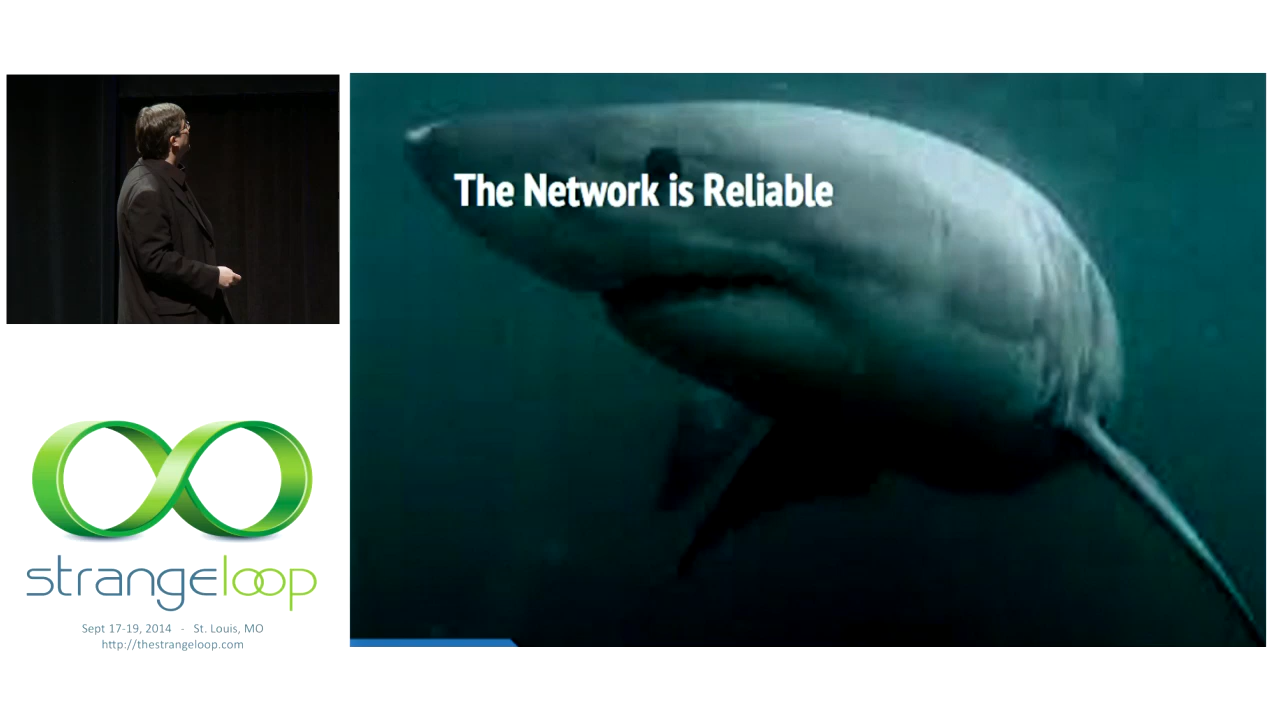 The Network is Reliable
strangeloop
Sept 17-19, 2014 - St. Louis, MO
http://thestrangeloop.com